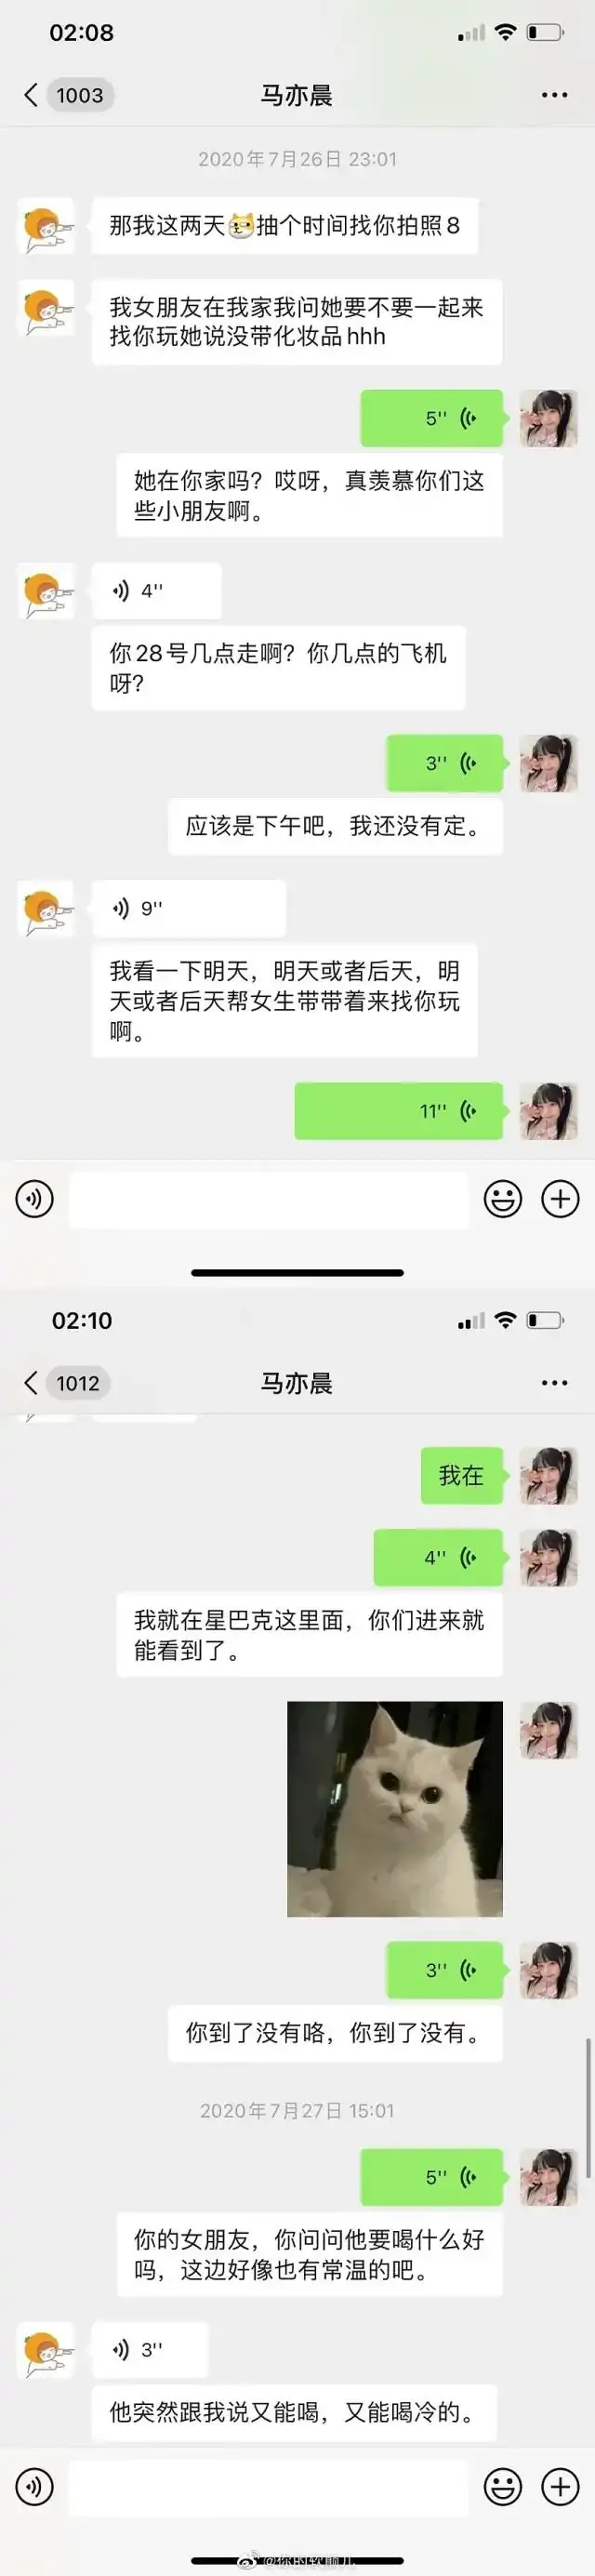 02:08
1003
马亦晨
2020年7月26日 23:01
那我这两天抽个时间找你拍照8
我女朋友在我家我问她要不要一起来
找你玩她说没带化妆品hhh
5''
她在你家吗？哎呀，真羡慕你们这
些小朋友啊。
4''
你28号几点走啊？你几点的飞机
呀？
3''
应该是下午吧，我还没有定。
9''
我看一下明天，明天或者后天，明
天或者后天帮女生带带着来找你玩
啊。
11''
02:10
1012
马亦晨
我在
4''
我就在星巴克这里面，你们进来就
能看到了。
3''
你到了没有咯，你到了没有。
2020年7月27日 15:01
5''
你的女朋友，你问问他要喝什么好
吗，这边好像也有常温的吧。
3''
他突然跟我说又能喝，又能喝冷的。